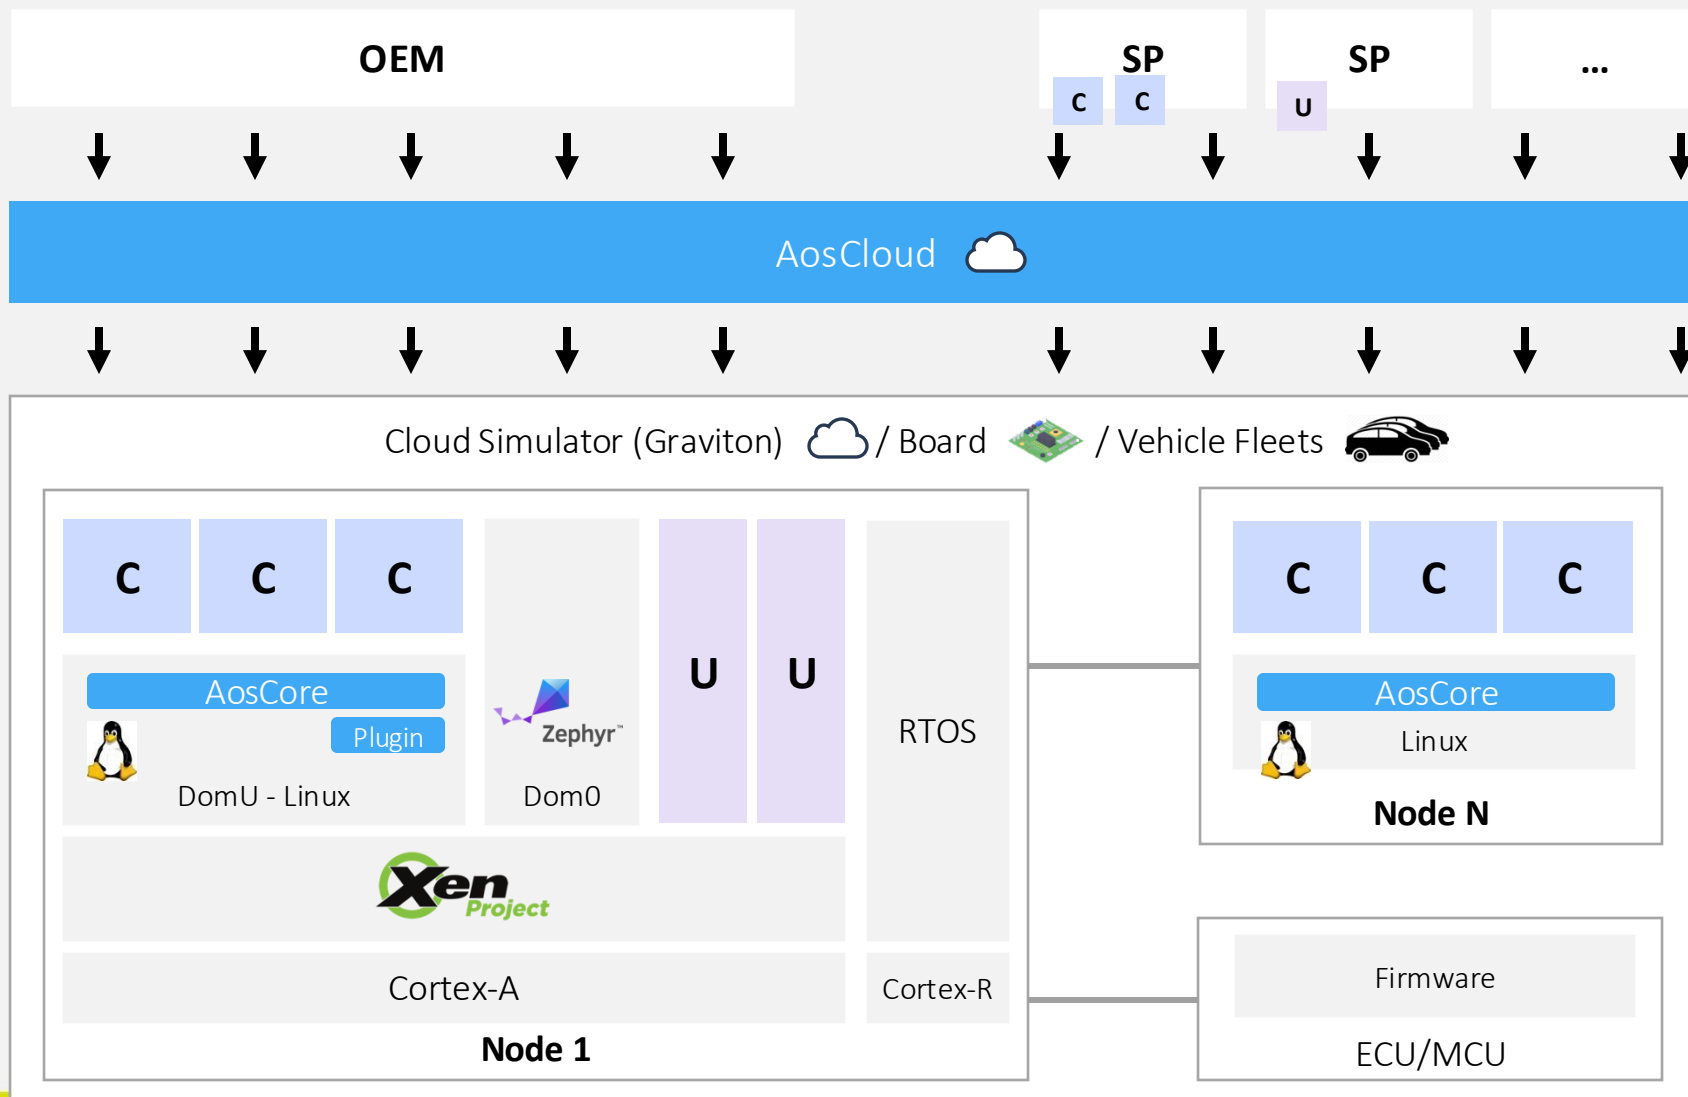 OEM
SP
C
C
SP
U
...
AosCloud
Cloud Simulator (Graviton) / Board / Vehicle Fleets
C
C
C
AosCore
Plugin
DomU - Linux
Zephyr™
Dom0
U
U
RTOS
Xen
Project
Cortex-A
Cortex-R
Node 1
C
C
C
AosCore
Linux
Node N
Firmware
ECU/MCU